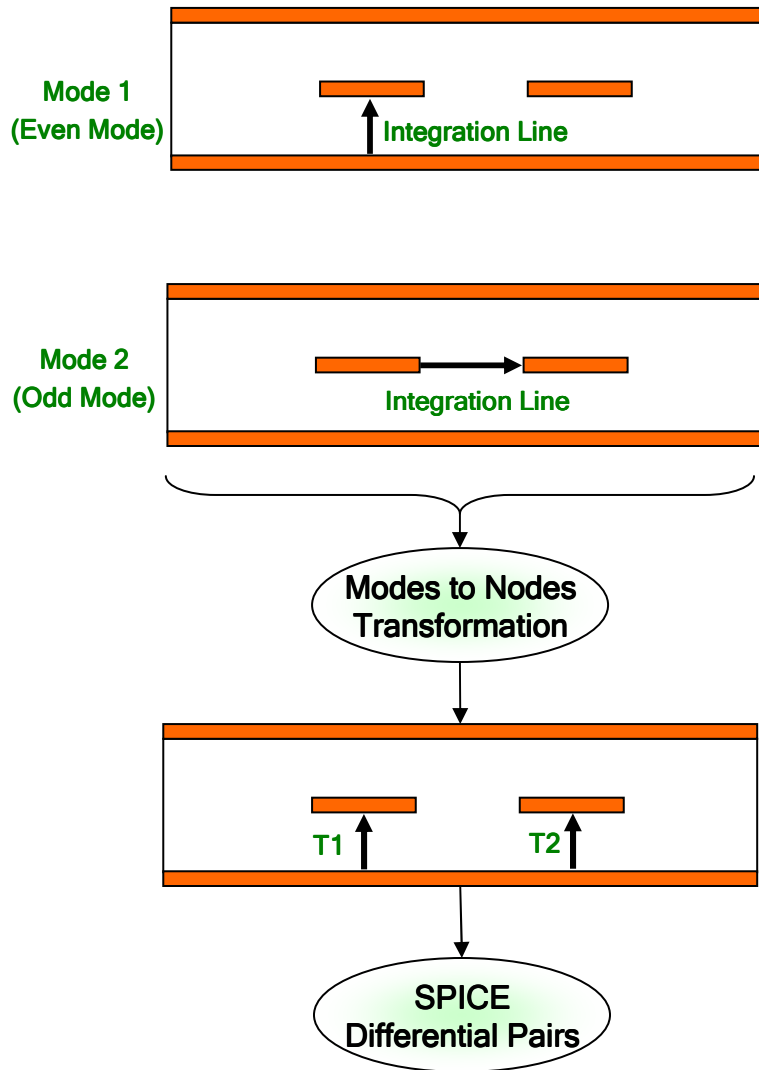 Mode 1
(Even Mode)
Integration Line
Mode 2
(Odd Mode)
Integration Line
Modes to Nodes
Transformation
T1
T2
SPICE
Differential Pairs